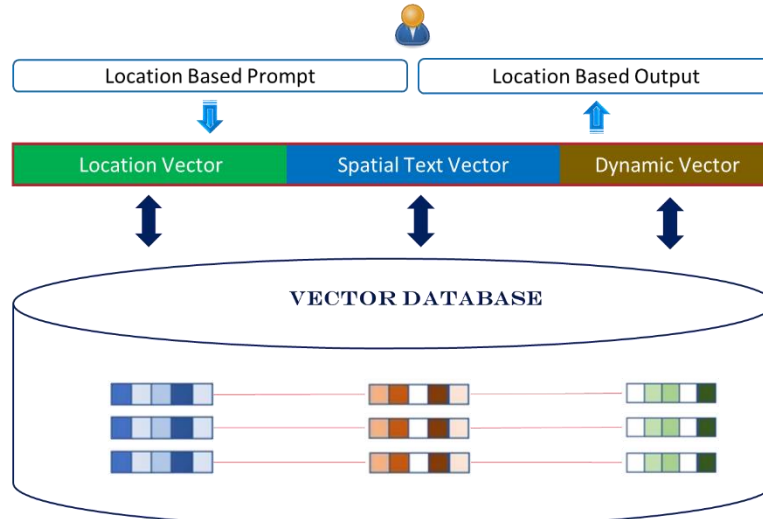 Location Based Prompt
Location Based Output
Location Vector
Spatial Text Vector
Dynamic Vector
VECTOR DATABASE